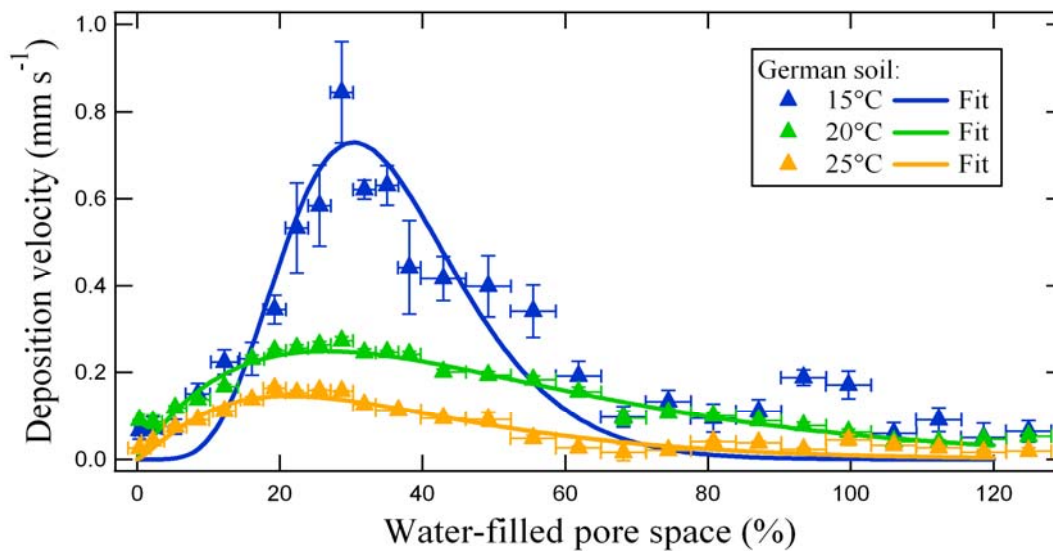 Deposition velocity (mm s⁻¹)
1.0
0.8
0.6
0.4
0.2
0.0
German soil:
15°C Fit
20°C Fit
25°C Fit
0 20 40 60 80 100 120
Water-filled pore space (%)